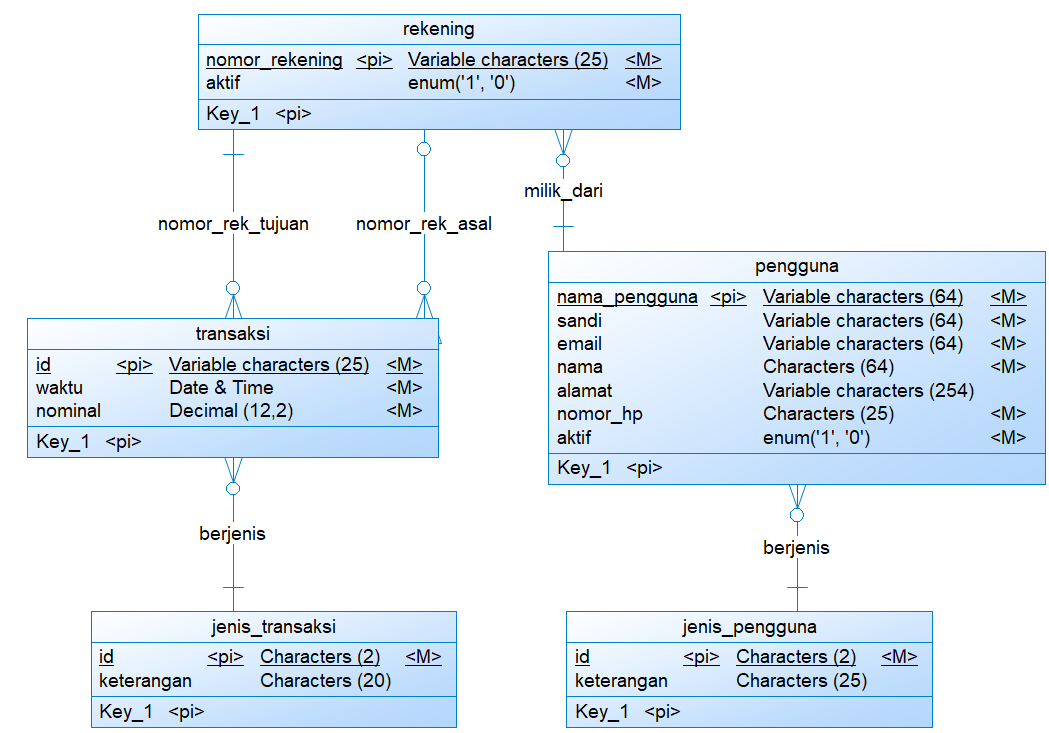 rekening
nomor_rekening <pi> Variable characters (25) <M>
aktif enum('1', '0') <M>
Key_1 <pi>
milik_dari
nomor_rek_tujuan
nomor_rek_asal
pengguna
nama_pengguna <pi> Variable characters (64) <M>
sandi Variable characters (64) <M>
email Variable characters (64) <M>
nama Characters (64) <M>
alamat Variable characters (254)
nomor_hp Characters (25) <M>
aktif enum('1', '0') <M>
Key_1 <pi>
transaksi
id <pi> Variable characters (25) <M>
waktu Date & Time <M>
nominal Decimal (12,2) <M>
Key_1 <pi>
berjenis
berjenis
jenis_transaksi
id <pi> Characters (2) <M>
keterangan Characters (20)
Key_1 <pi>
jenis_pengguna
id <pi> Characters (2) <M>
keterangan Characters (25)
Key_1 <pi>